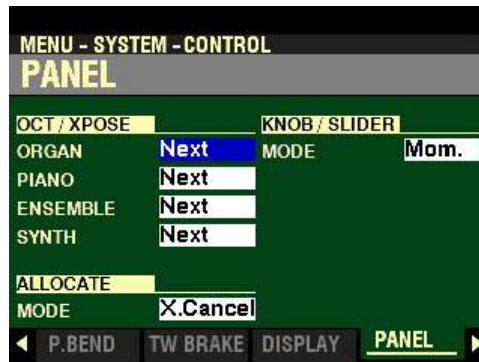 MENU - SYSTEM - CONTROL
PANEL
OCT / XPOSE KNOB / SLIDER
ORGAN Next MODE Mom.
PIANO Next
ENSEMBLE Next
SYNTH Next
ALLOCATE
MODE X.Cancel
P.BEND TW BRAKE DISPLAY PANEL